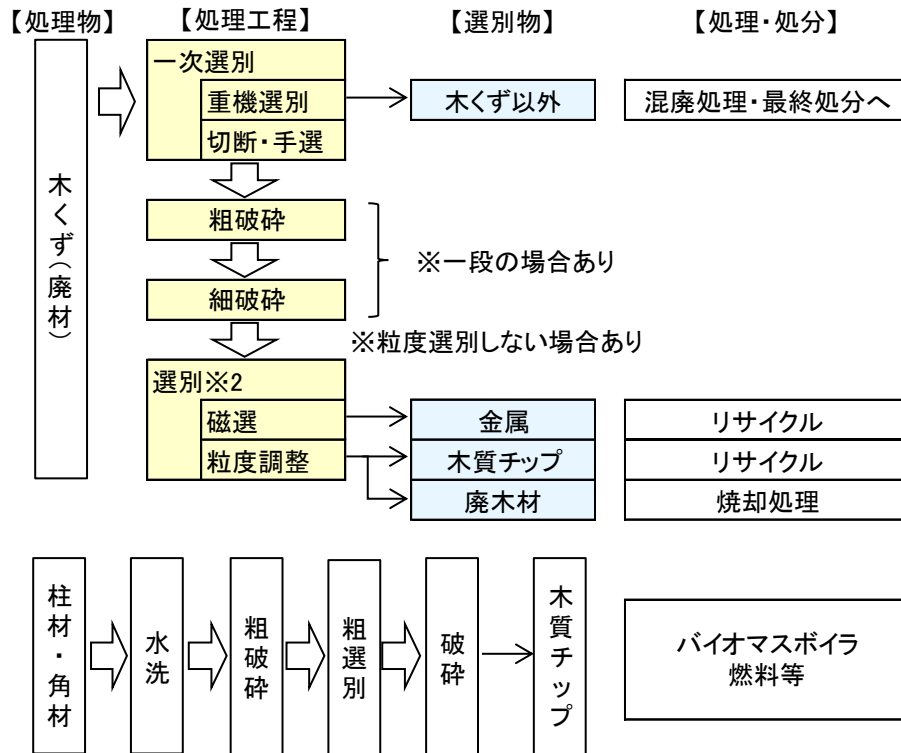 【処理物】
【処理工程】
【選別物】
【処理・処分】
木くず（廃材）
一次選別
重機選別
木くず以外
混廃処理・最終処分へ
切断・手選
粗破砕
※一段の場合あり
細破砕
※粒度選別しない場合あり
選別※2
磁選
金属
リサイクル
粒度調整
木質チップ
リサイクル
廃木材
焼却処理
柱材・角材
水洗
粗破砕
粗選別
破砕
木質チップ
バイオマスボイラ
燃料等